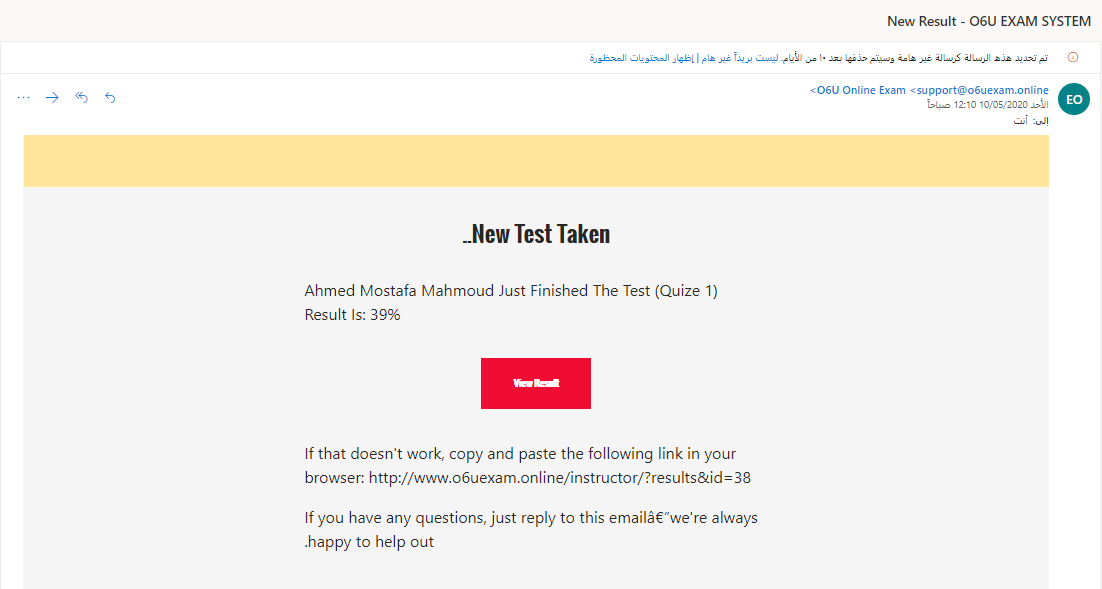 New Result - O6U EXAM SYSTEM
تم تحديد هذه الرسالة كرسالة غير هامة وسيتم حذفها بعد ١٠ من الأيام. ليست بريداً غير هام | إظهار المحتويات المحظورة
O6U Online Exam <support@o6uexam.online>
الأحد 10/05/2020 12:10 صباحاً
إلى: أنت
EO
New Test Taken..
Ahmed Mostafa Mahmoud Just Finished The Test (Quize 1)
Result Is: 39%
View Result
If that doesn't work, copy and paste the following link in your
browser: http://www.o6uexam.online/instructor/?results&id=38
If you have any questions, just reply to this emailâ€“we're always
happy to help out.